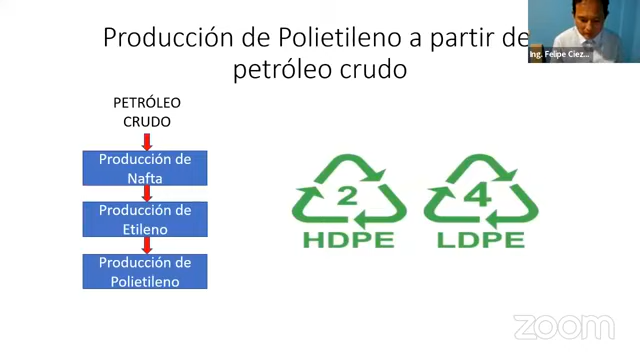 Producción de Polietileno a partir de
petróleo crudo
Ing. Felipe Ciez...
PETRÓLEO
CRUDO
Producción de
Nafta
Producción de
Etileno
Producción de
Polietileno
2
HDPE
4
LDPE
zoom